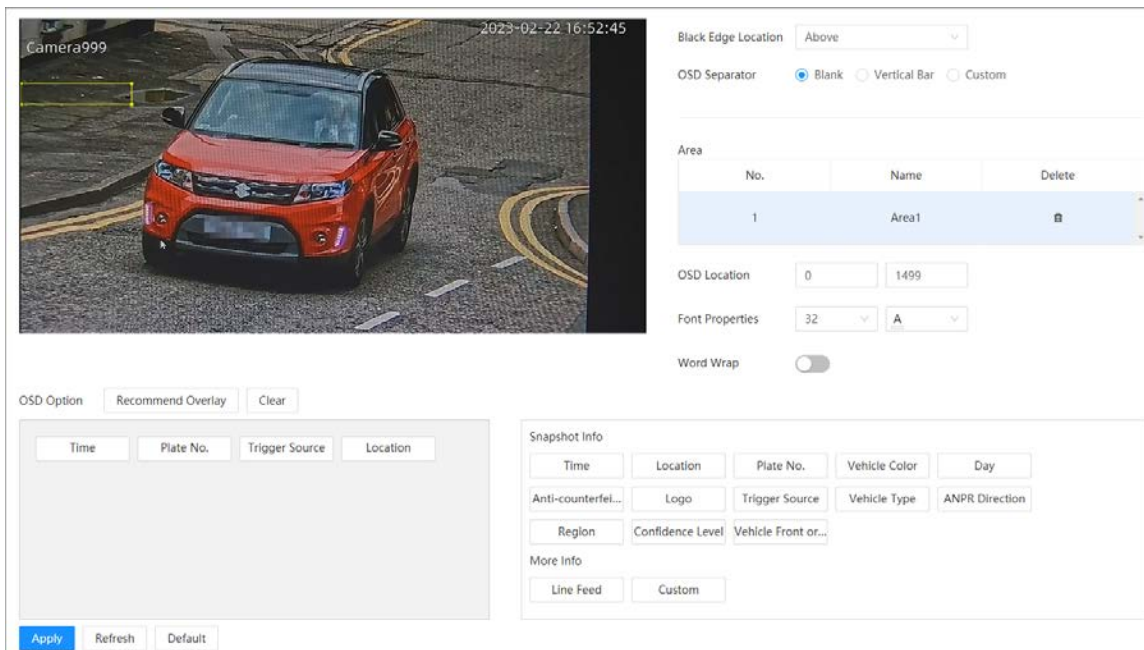 2023-02-22 16:52:45
Camera999
Black Edge Location Above
OSD Separator Blank Vertical Bar Custom
Area
No. Name Delete
1 Area1
OSD Location 0 1499
Font Properties 32 A
Word Wrap
OSD Option Recommend Overlay Clear
Time Plate No. Trigger Source Location
Snapshot Info
Time Location Plate No. Vehicle Color Day
Anti-counterfei... Logo Trigger Source Vehicle Type ANPR Direction
Region Confidence Level Vehicle Front or...
More Info
Line Feed Custom
Apply Refresh Default